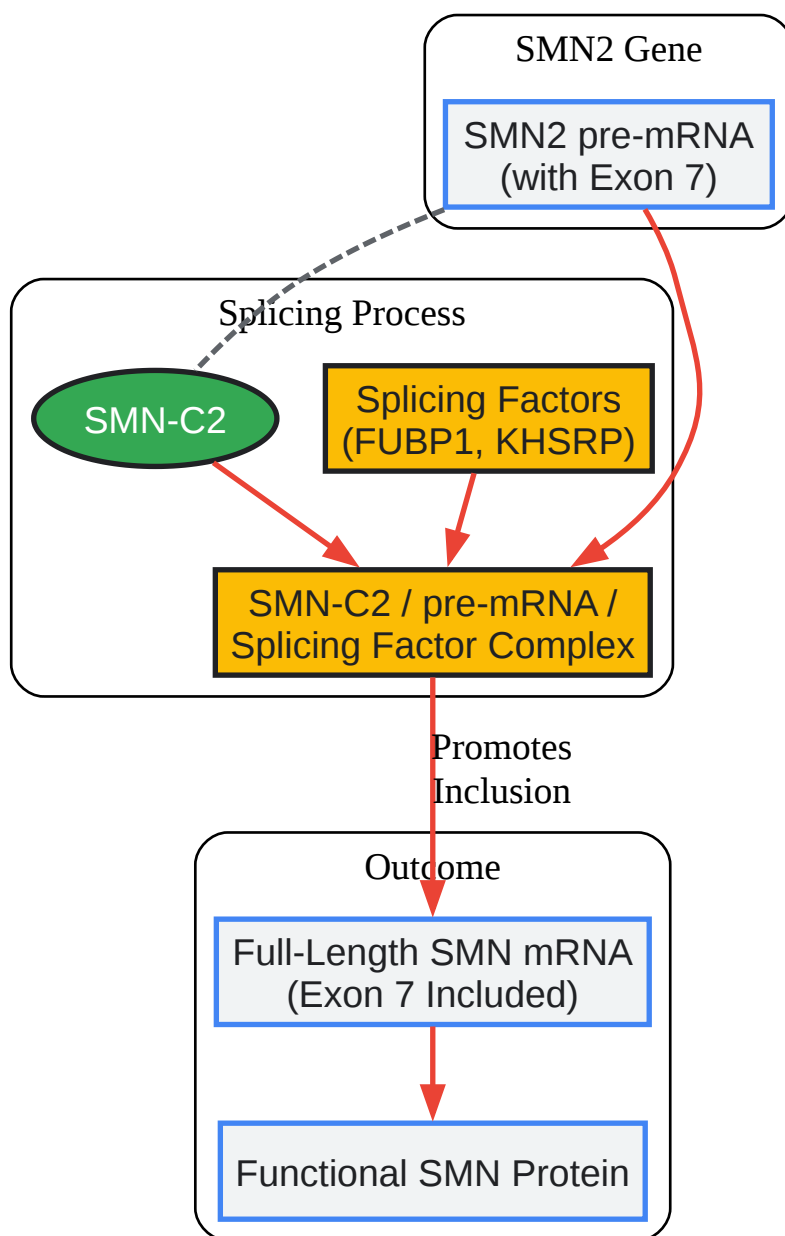 SMN2 Gene
SMN2 pre-mRNA
(with Exon 7)
Splicing Process
SMN-C2
Splicing Factors
(FUBP1, KHSRP)
SMN-C2 / pre-mRNA /
Splicing Factor Complex
Promotes
Inclusion
Outcome
Full-Length SMN mRNA
(Exon 7 Included)
Functional SMN Protein